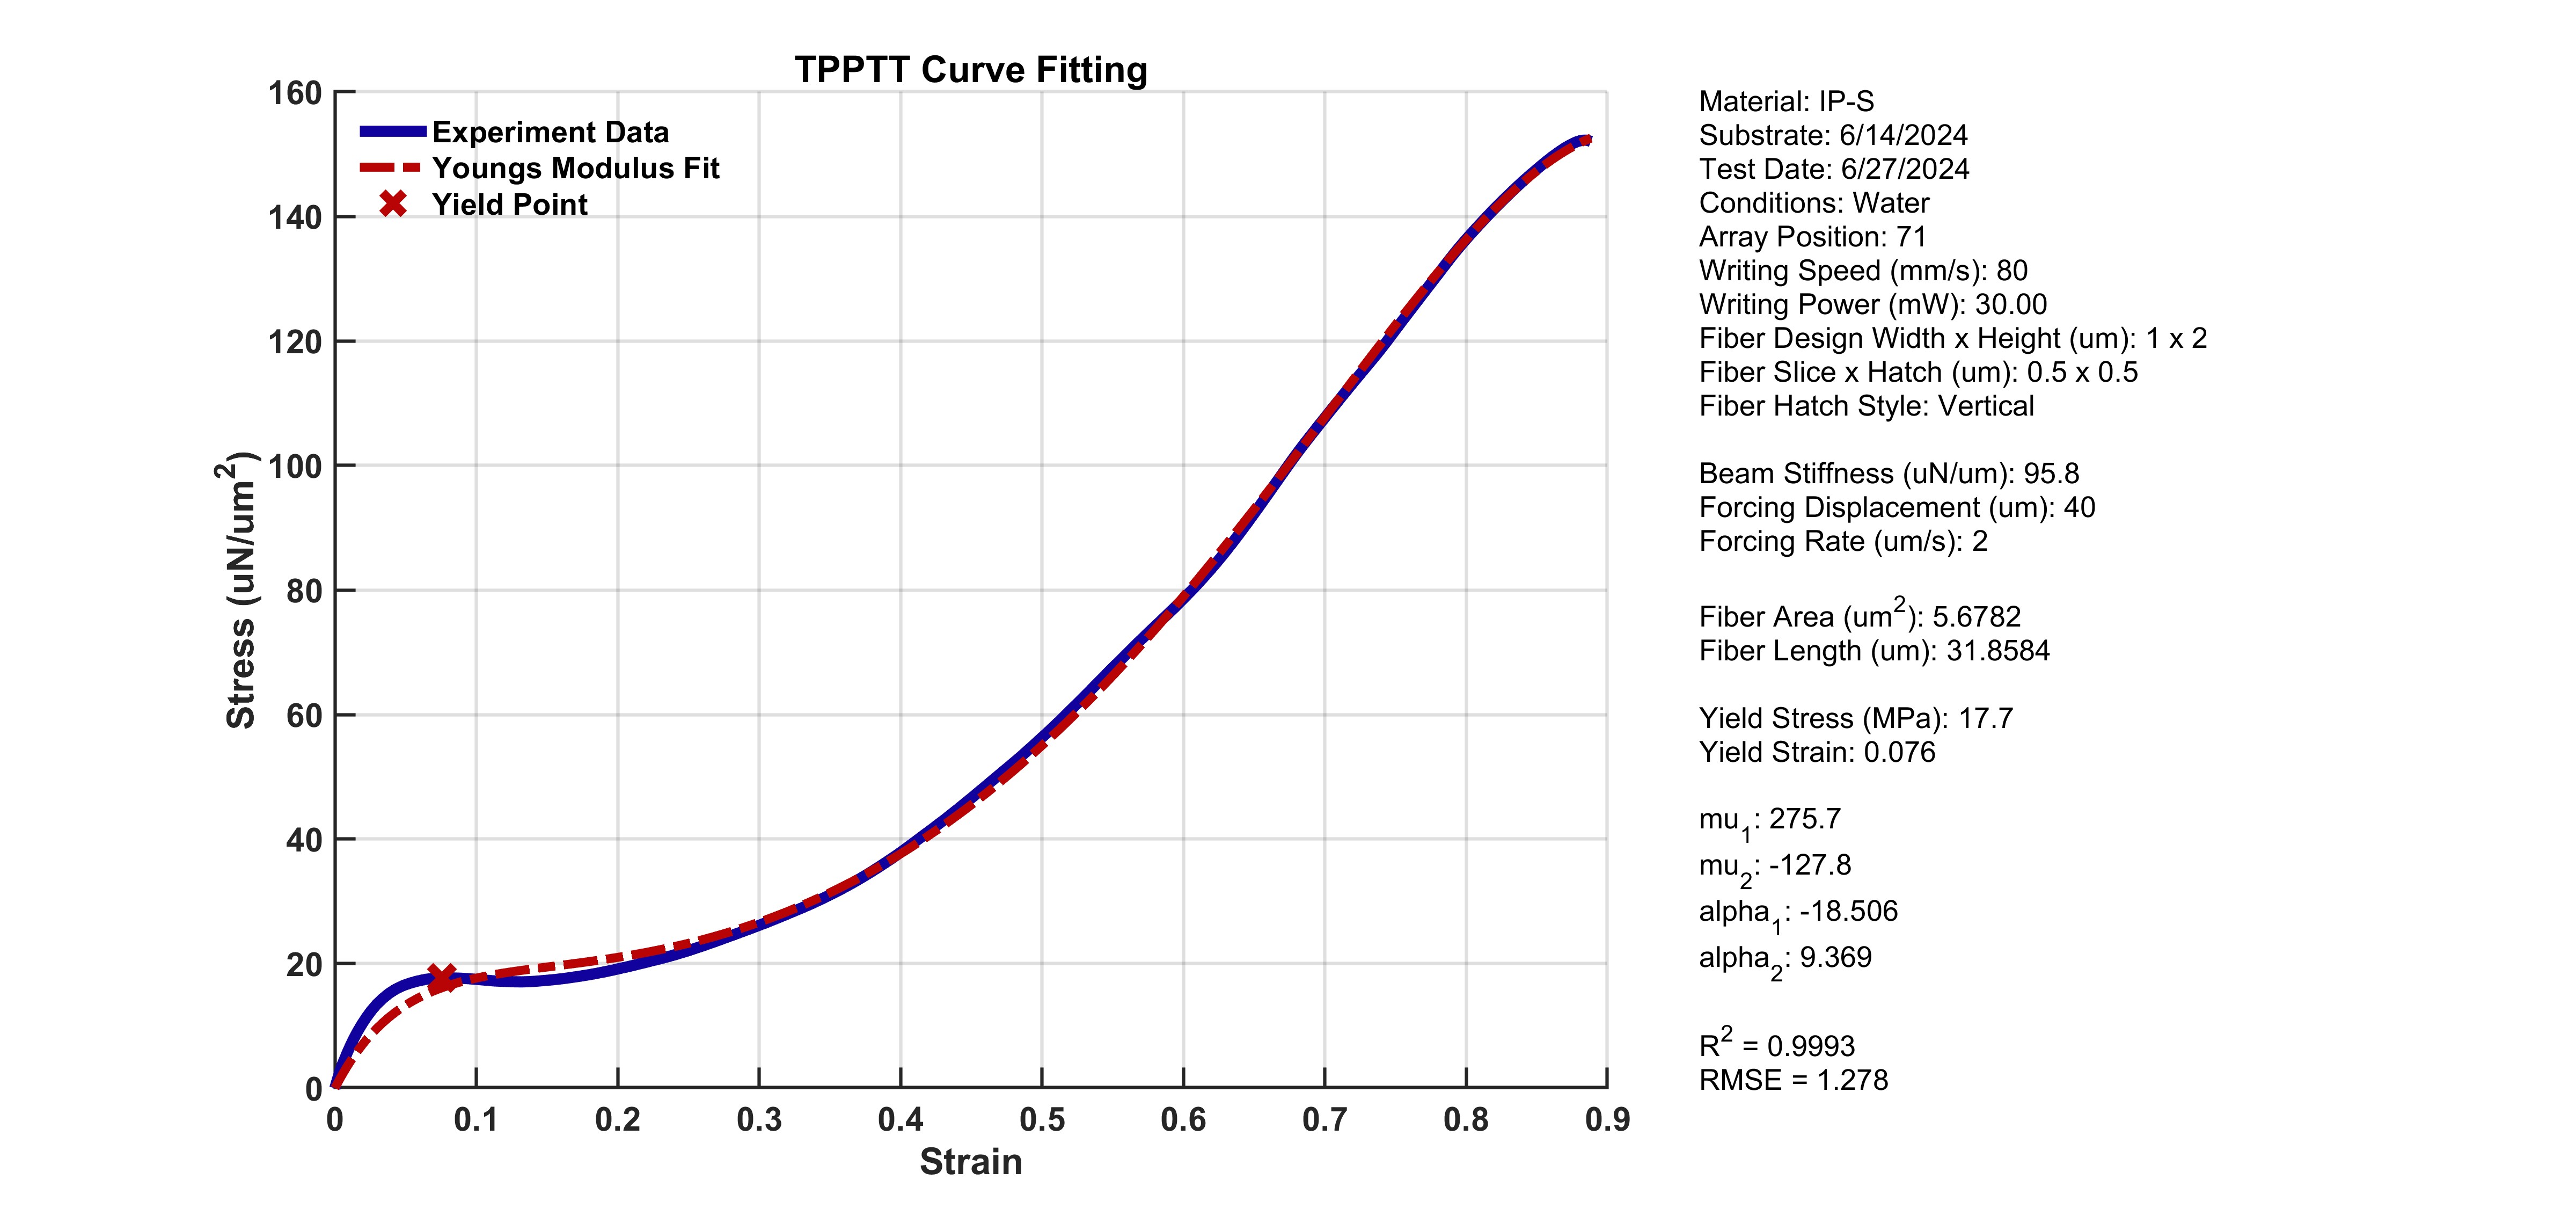 TPPTT Curve Fitting
160
140
120
100
80
60
40
20
0
Stress (uN/um²)
Experiment Data
Youngs Modulus Fit
Yield Point
0 0.1 0.2 0.3 0.4 0.5 0.6 0.7 0.8 0.9
Strain
Material: IP-S
Substrate: 6/14/2024
Test Date: 6/27/2024
Conditions: Water
Array Position: 71
Writing Speed (mm/s): 80
Writing Power (mW): 30.00
Fiber Design Width x Height (um): 1 x 2
Fiber Slice x Hatch (um): 0.5 x 0.5
Fiber Hatch Style: Vertical
Beam Stiffness (uN/um): 95.8
Forcing Displacement (um): 40
Forcing Rate (um/s): 2
Fiber Area (um²): 5.6782
Fiber Length (um): 31.8584
Yield Stress (MPa): 17.7
Yield Strain: 0.076
mu₁: 275.7
mu₂: -127.8
alpha₁: -18.506
alpha₂: 9.369
R² = 0.9993
RMSE = 1.278